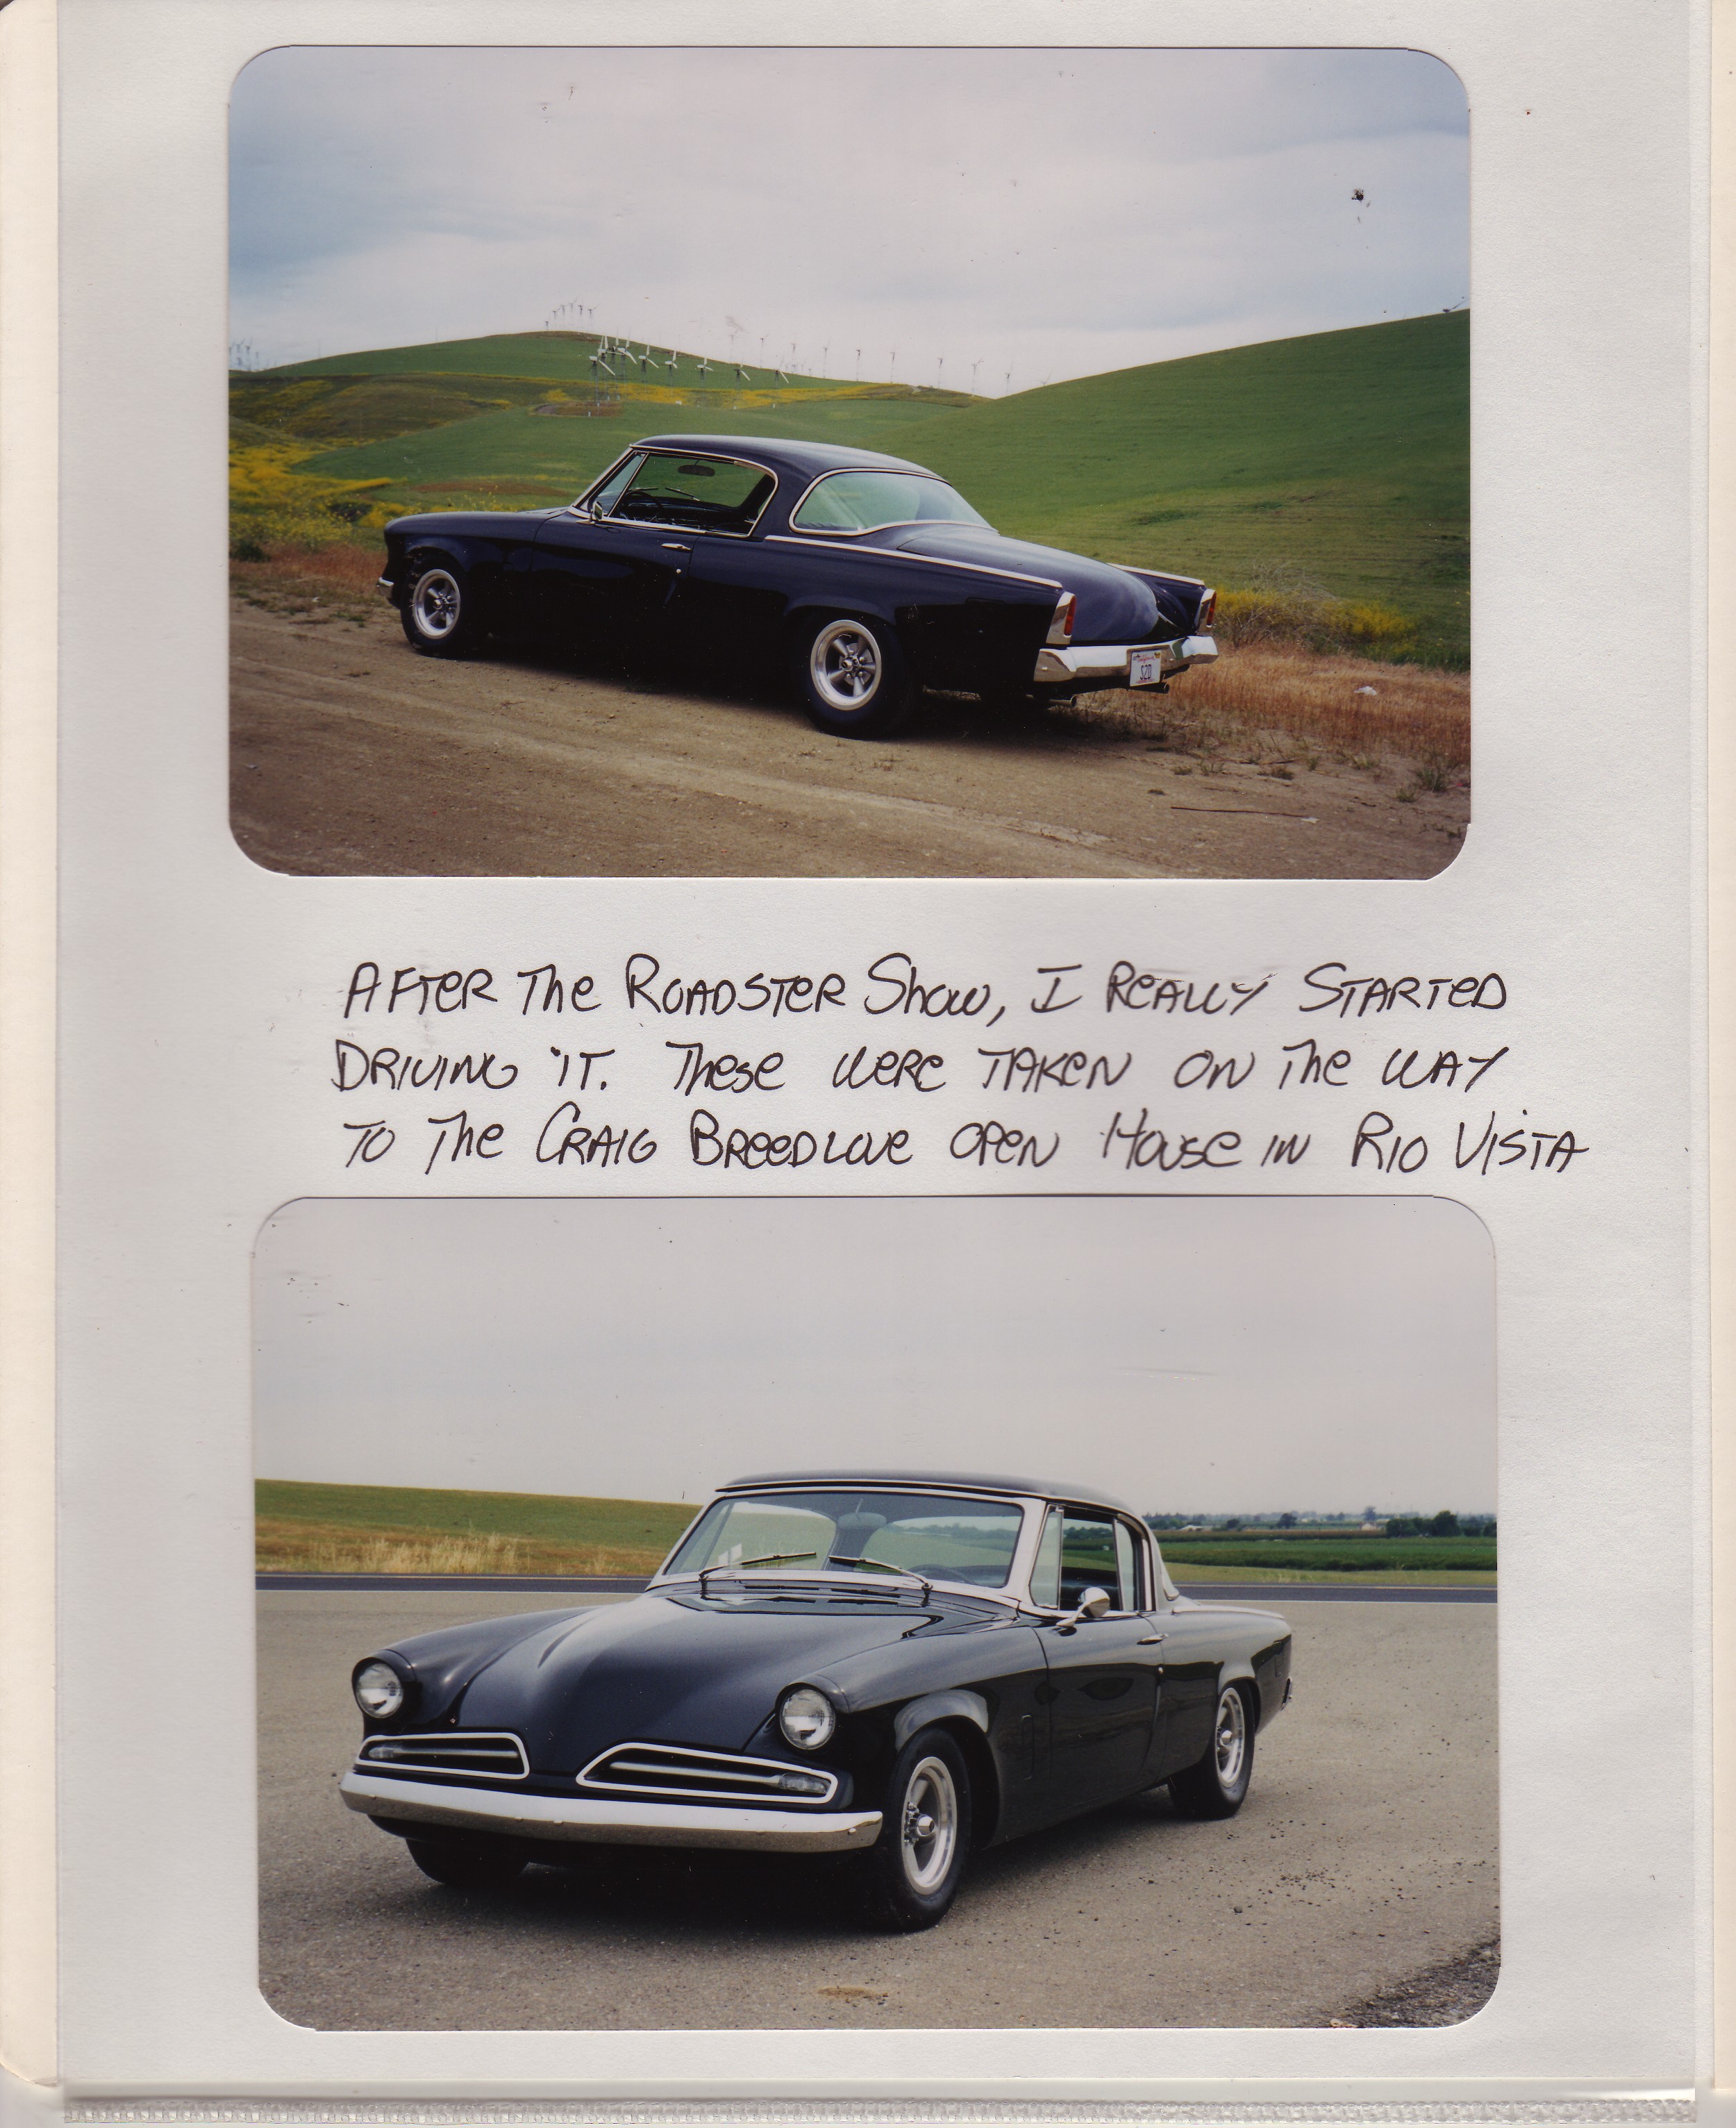 SZD
AFTER The ROADSTER Show, I REALLY STARTED
DRIVING IT. These WERE TAKEN ON The WAY
TO The CRAIG BREEDLOVE OPEN House IN RIO VISTA